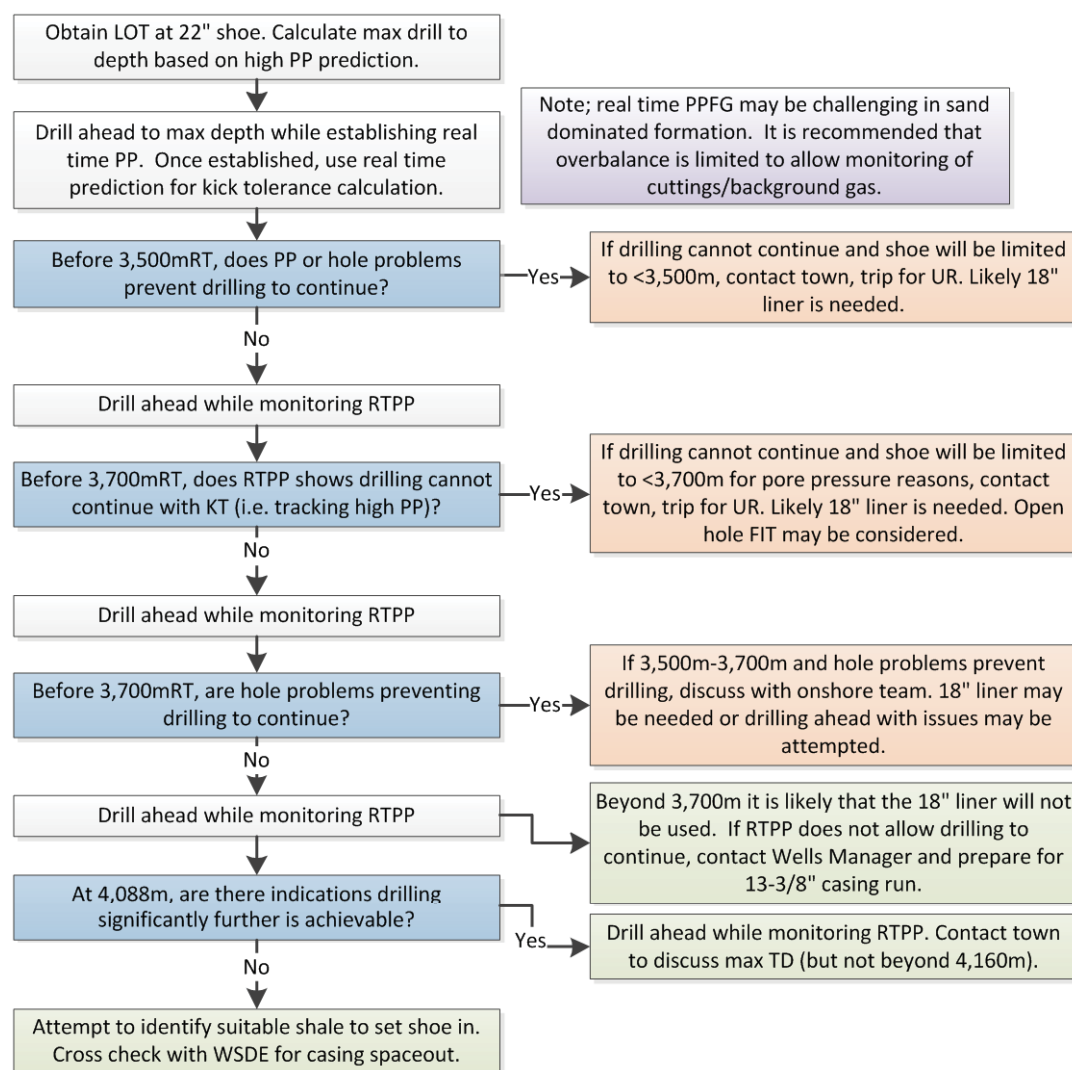 Obtain LOT at 22" shoe. Calculate max drill to
depth based on high PP prediction.
Note; real time PPFG may be challenging in sand
dominated formation. It is recommended that
overbalance is limited to allow monitoring of
cuttings/background gas.
Drill ahead to max depth while establishing real
time PP. Once established, use real time
prediction for kick tolerance calculation.
Before 3,500mRT, does PP or hole problems
prevent drilling to continue?
Yes
If drilling cannot continue and shoe will be limited
to <3,500m, contact town, trip for UR. Likely 18"
liner is needed.
No
Drill ahead while monitoring RTPP
Before 3,700mRT, does RTPP shows drilling cannot
continue with KT (i.e. tracking high PP)?
Yes
If drilling cannot continue and shoe will be limited
to <3,700m for pore pressure reasons, contact
town, trip for UR. Likely 18" liner is needed. Open
hole FIT may be considered.
No
Drill ahead while monitoring RTPP
Before 3,700mRT, are hole problems preventing
drilling to continue?
Yes
If 3,500m-3,700m and hole problems prevent
drilling, discuss with onshore team. 18" liner may
be needed or drilling ahead with issues may be
attempted.
No
Drill ahead while monitoring RTPP
Beyond 3,700m it is likely that the 18" liner will not
be used. If RTPP does not allow drilling to
continue, contact Wells Manager and prepare for
13-3/8" casing run.
At 4,088m, are there indications drilling
significantly further is achievable?
Yes
Drill ahead while monitoring RTPP. Contact town
to discuss max TD (but not beyond 4,160m).
No
Attempt to identify suitable shale to set shoe in.
Cross check with WSDE for casing spaceout.